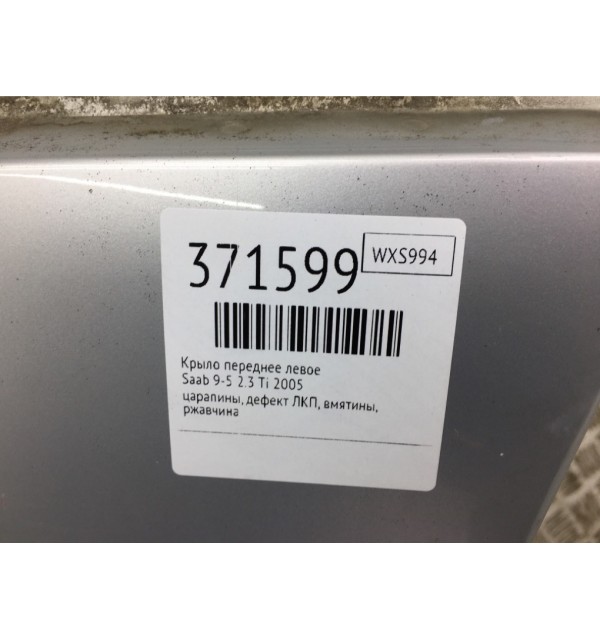 371599 WXS994
Крыло переднее левое
Saab 9-5 2.3 Ti 2005
царапины, дефект ЛКП, вмятины,
ржавчина